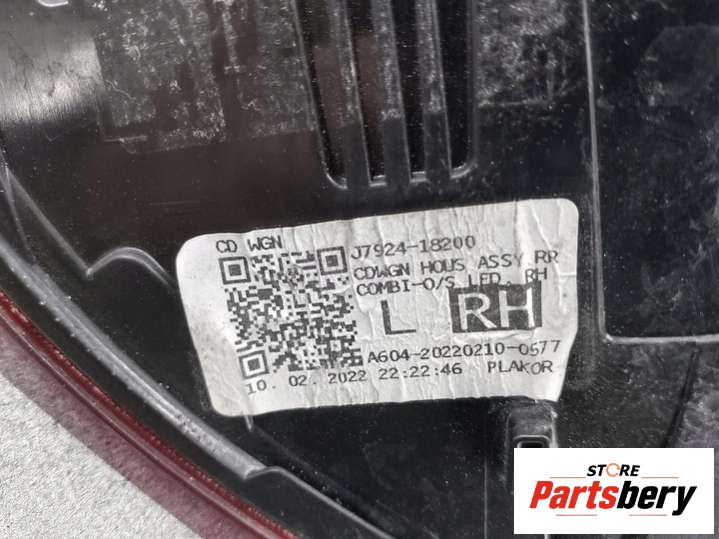 CD WGN
J7924-18200
CDWGN HOUS ASSY RR
COMBI-O/S LED, RH
L RH
A604-20220210-0577
10. 02. 2022 22:22:46 PLAKOR
STORE
Partsbery